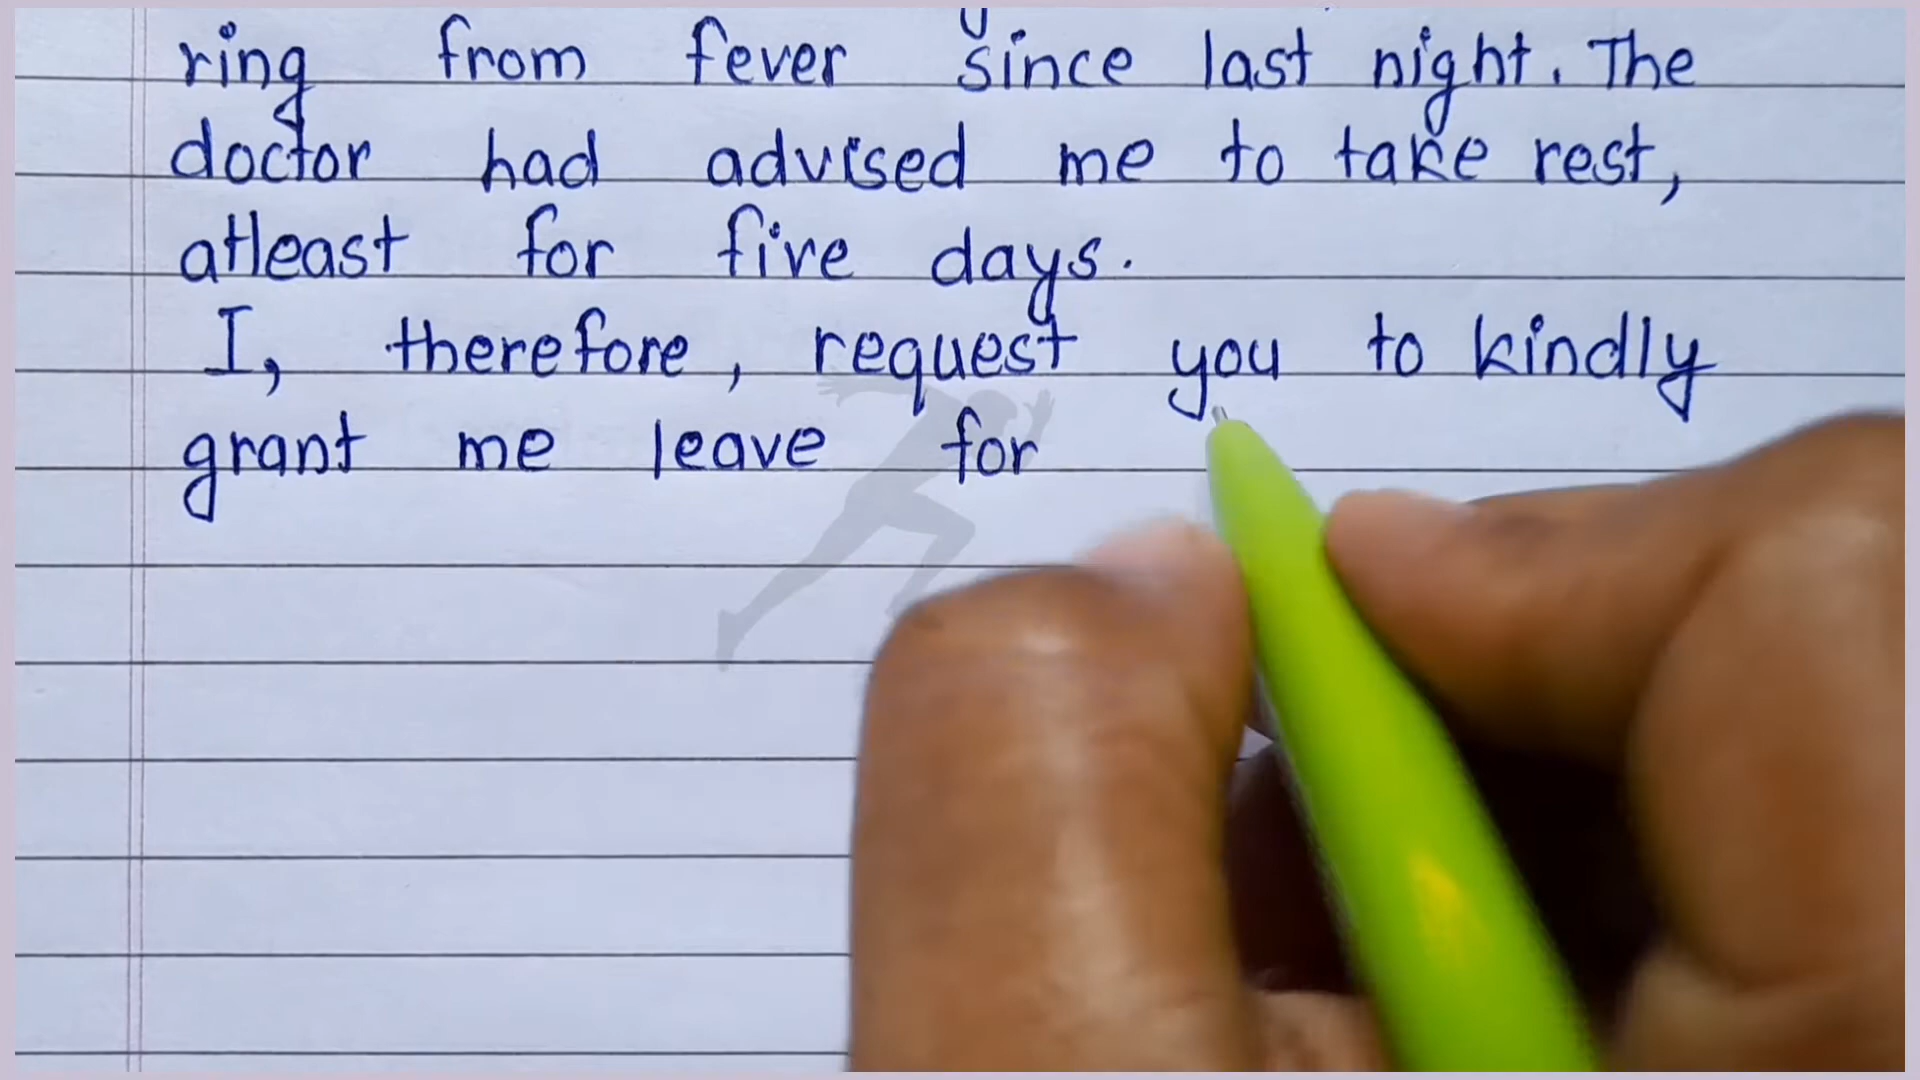 ring from fever since last night. The
doctor had advised me to take rest,
atleast for five days.
I, therefore, request you to kindly
grant me leave for